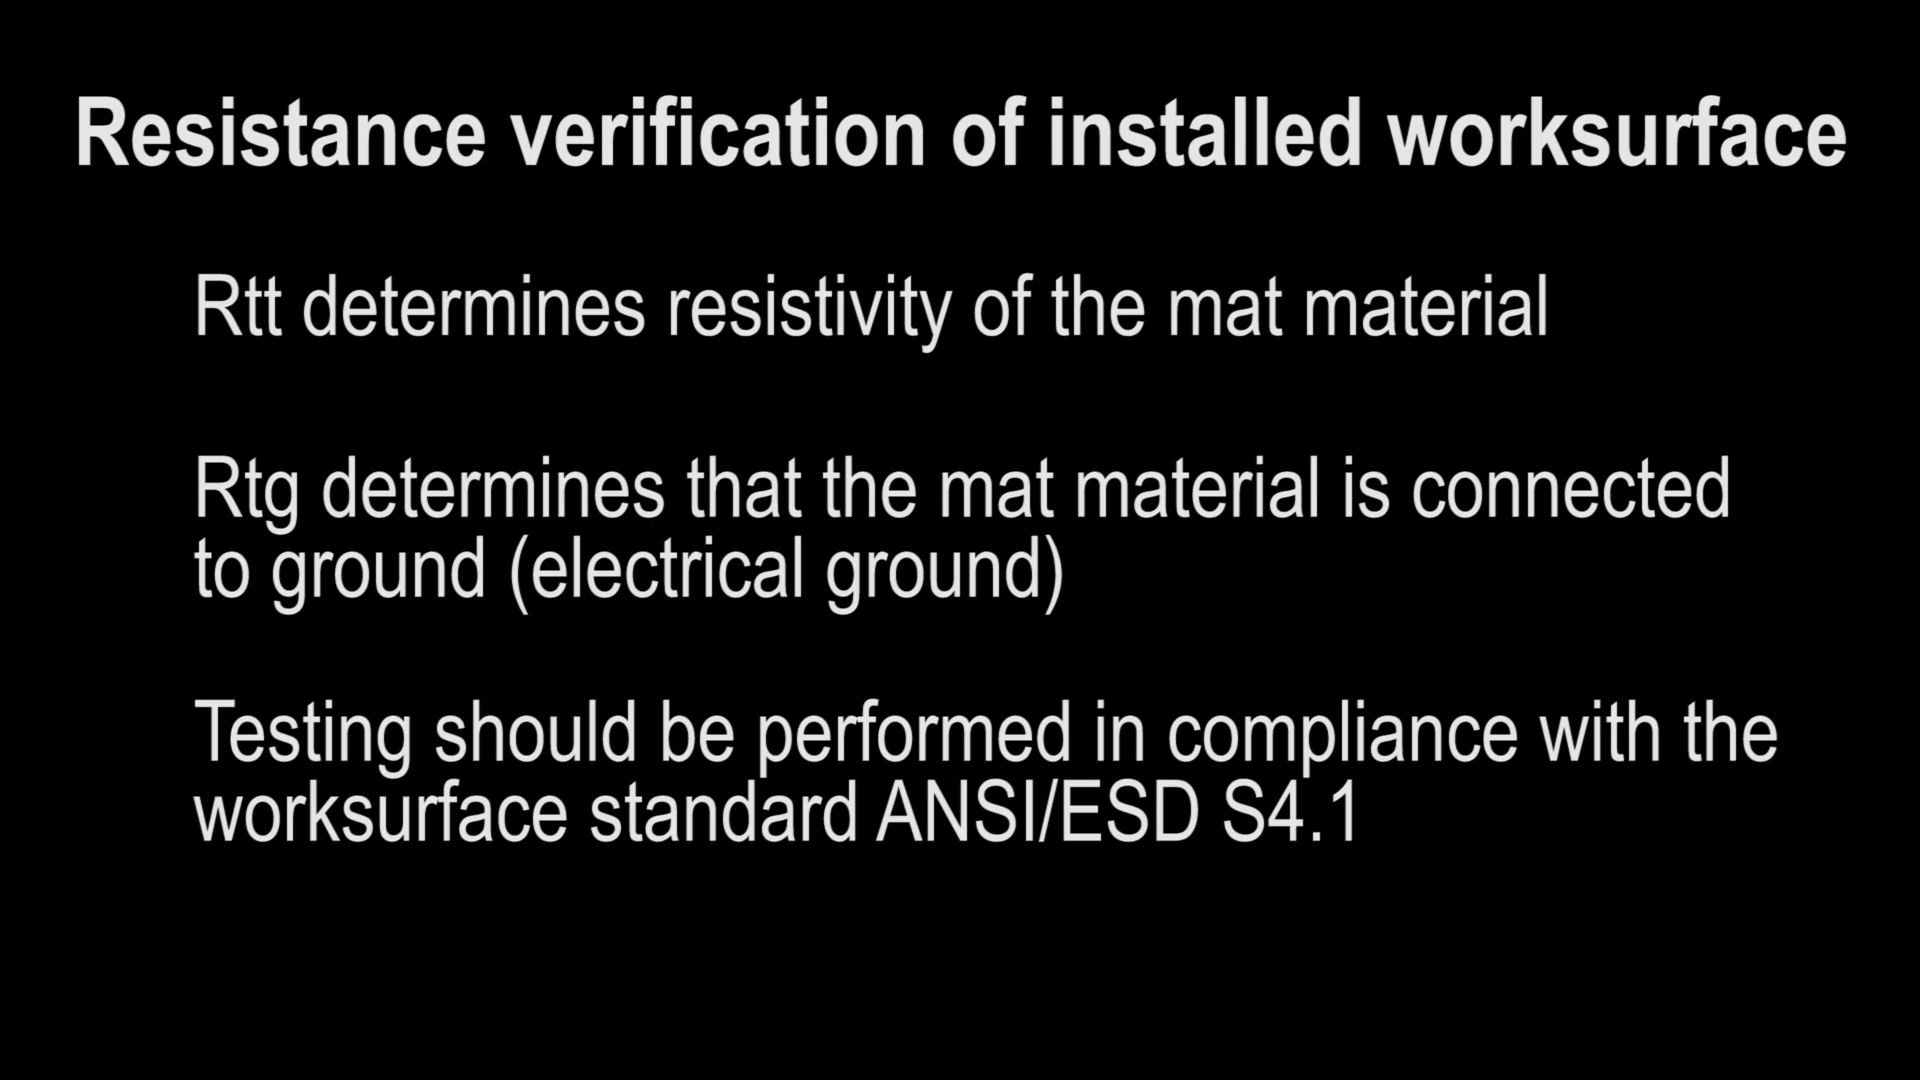 Resistance verification of installed worksurface
Rtt determines resistivity of the mat material
Rtg determines that the mat material is connected
to ground (electrical ground)
Testing should be performed in compliance with the
worksurface standard ANSI/ESD S4.1